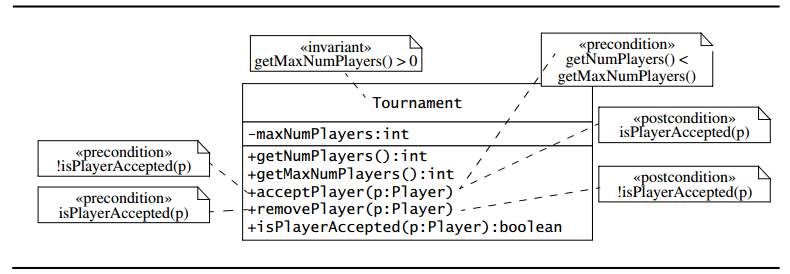 «invariant»
getMaxNumPlayers() > 0
«precondition»
getNumPlayers() <
getMaxNumPlayers()
Tournament
-maxNumPlayers:int
«postcondition»
isPlayerAccepted(p)
«precondition»
!isPlayerAccepted(p)
+getNumPlayers():int
+getMaxNumPlayers():int
+acceptPlayer(p:Player)
+removePlayer(p:Player)
+isPlayerAccepted(p:Player):boolean
«postcondition»
!isPlayerAccepted(p)
«precondition»
isPlayerAccepted(p)